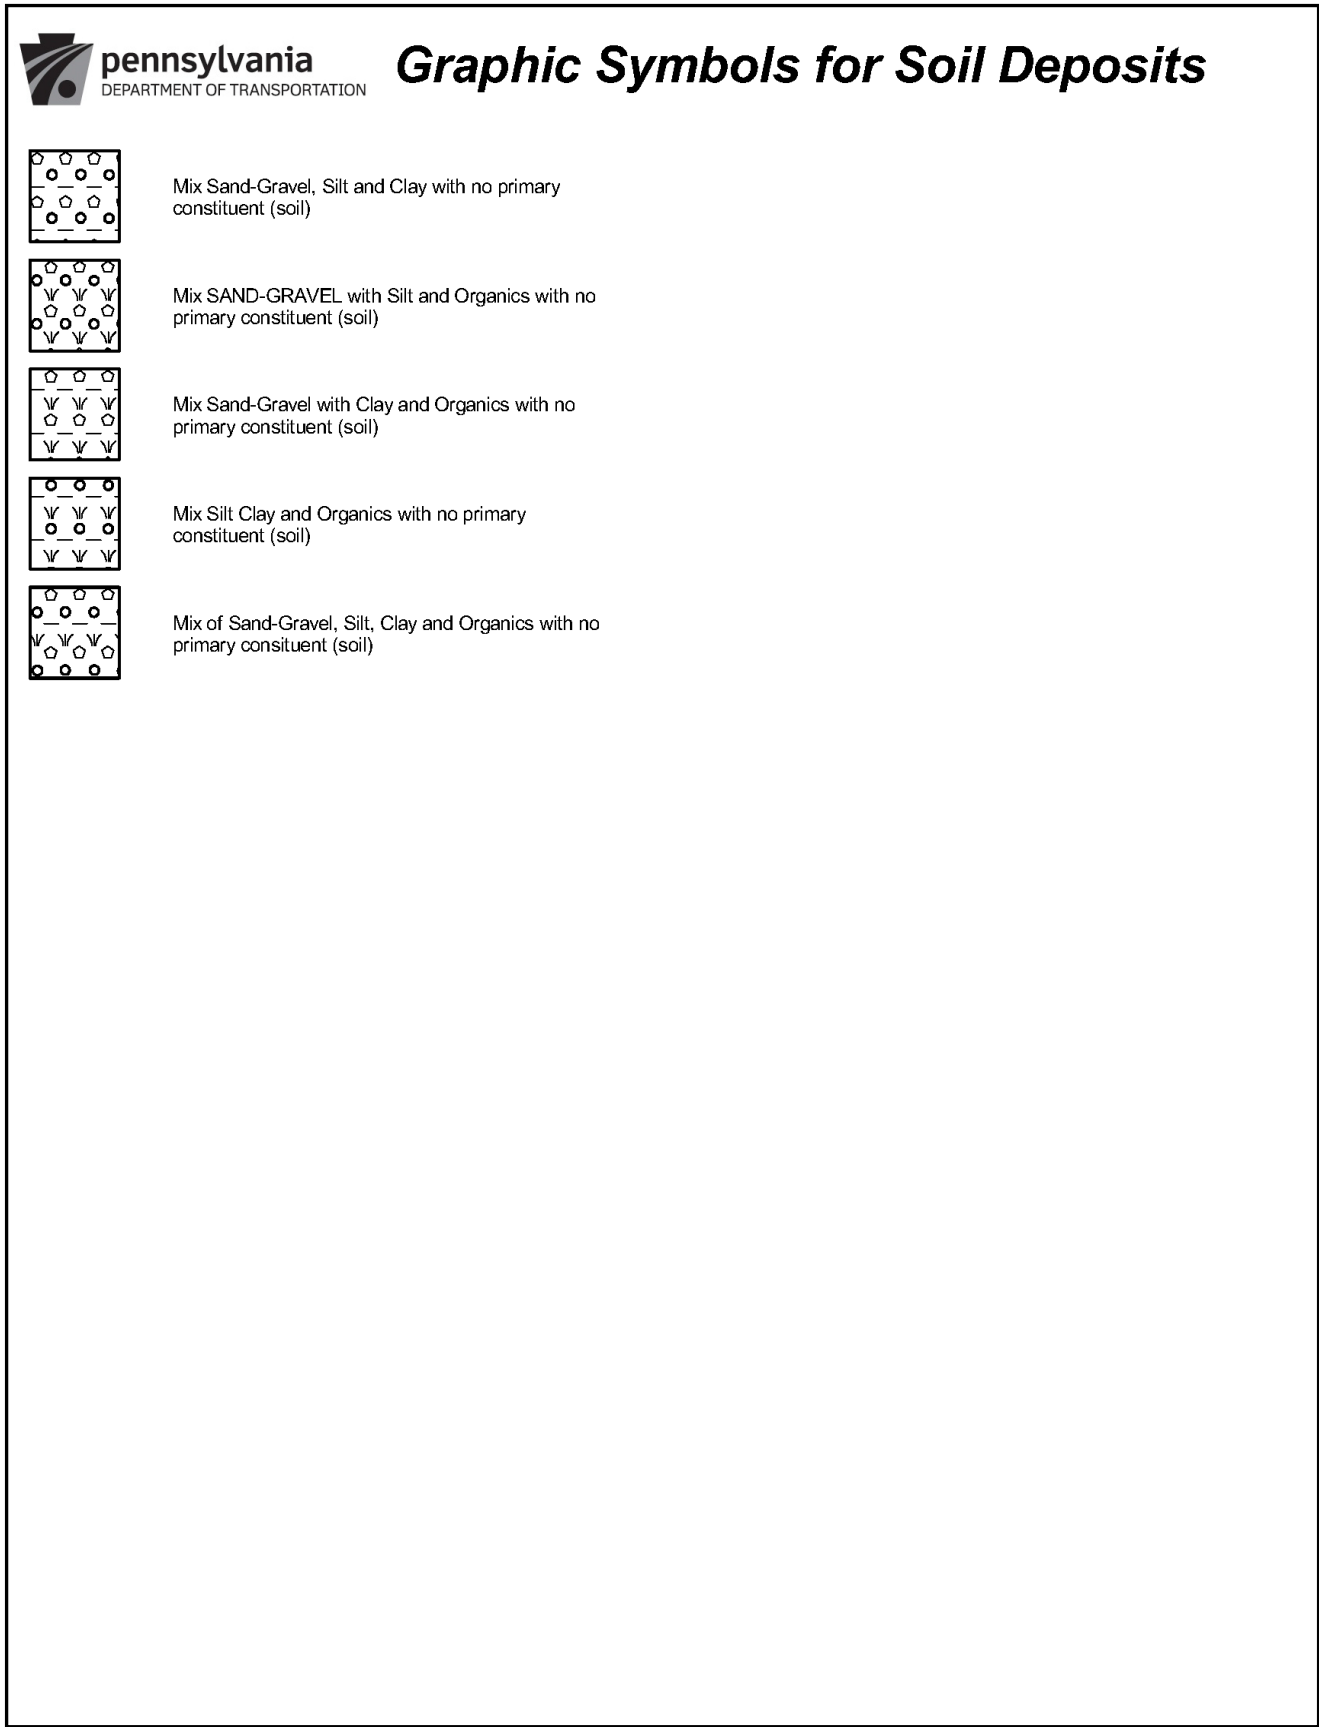 pennsylvania
DEPARTMENT OF TRANSPORTATION
Graphic Symbols for Soil Deposits
Mix Sand-Gravel, Silt and Clay with no primary
constituent (soil)
Mix SAND-GRAVEL with Silt and Organics with no
primary constituent (soil)
Mix Sand-Gravel with Clay and Organics with no
primary constituent (soil)
Mix Silt Clay and Organics with no primary
constituent (soil)
Mix of Sand-Gravel, Silt, Clay and Organics with no
primary consituent (soil)